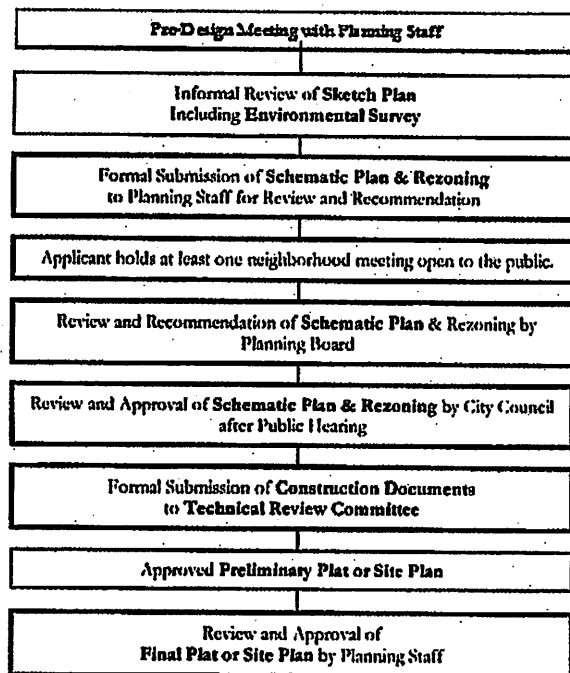 Pre-Design Meeting with Planning Staff
Informal Review of Sketch Plan
Including Environmental Survey
Formal Submission of Schematic Plan & Rezoning
to Planning Staff for Review and Recommendation
Applicant holds at least one neighborhood meeting open to the public.
Review and Recommendation of Schematic Plan & Rezoning by
Planning Board
Review and Approval of Schematic Plan & Rezoning by City Council
after Public Hearing
Formal Submission of Construction Documents
to Technical Review Committee
Approved Preliminary Plat or Site Plan
Review and Approval of
Final Plat or Site Plan by Planning Staff